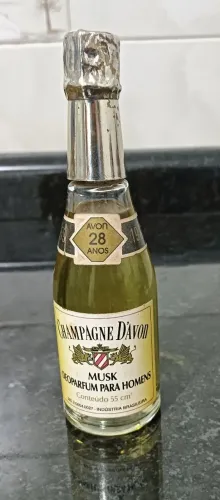 AVON
28
ANOS
CHAMPAGNE D'AVON
MUSK
DEOPARFUM PARA HOMENS
Conteúdo 55 cm³
INDÚSTRIA BRASILEIRA